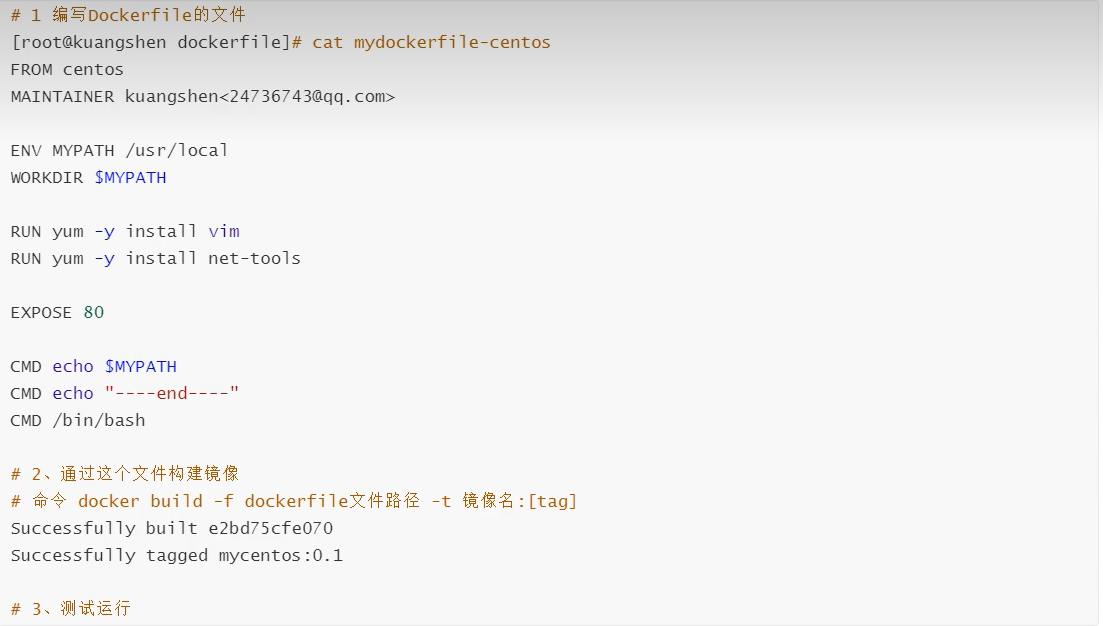 # 1 编写Dockerfile的文件
[root@kuangshen dockerfile]# cat mydockerfile-centos
FROM centos
MAINTAINER kuangshen<24736743@qq.com>
ENV MYPATH /usr/local
WORKDIR $MYPATH
RUN yum -y install vim
RUN yum -y install net-tools
EXPOSE 80
CMD echo $MYPATH
CMD echo "----end----"
CMD /bin/bash
# 2、通过这个文件构建镜像
# 命令 docker build -f dockerfile文件路径 -t 镜像名:[tag]
Successfully built e2bd75cfe070
Successfully tagged mycentos:0.1
# 3、测试运行